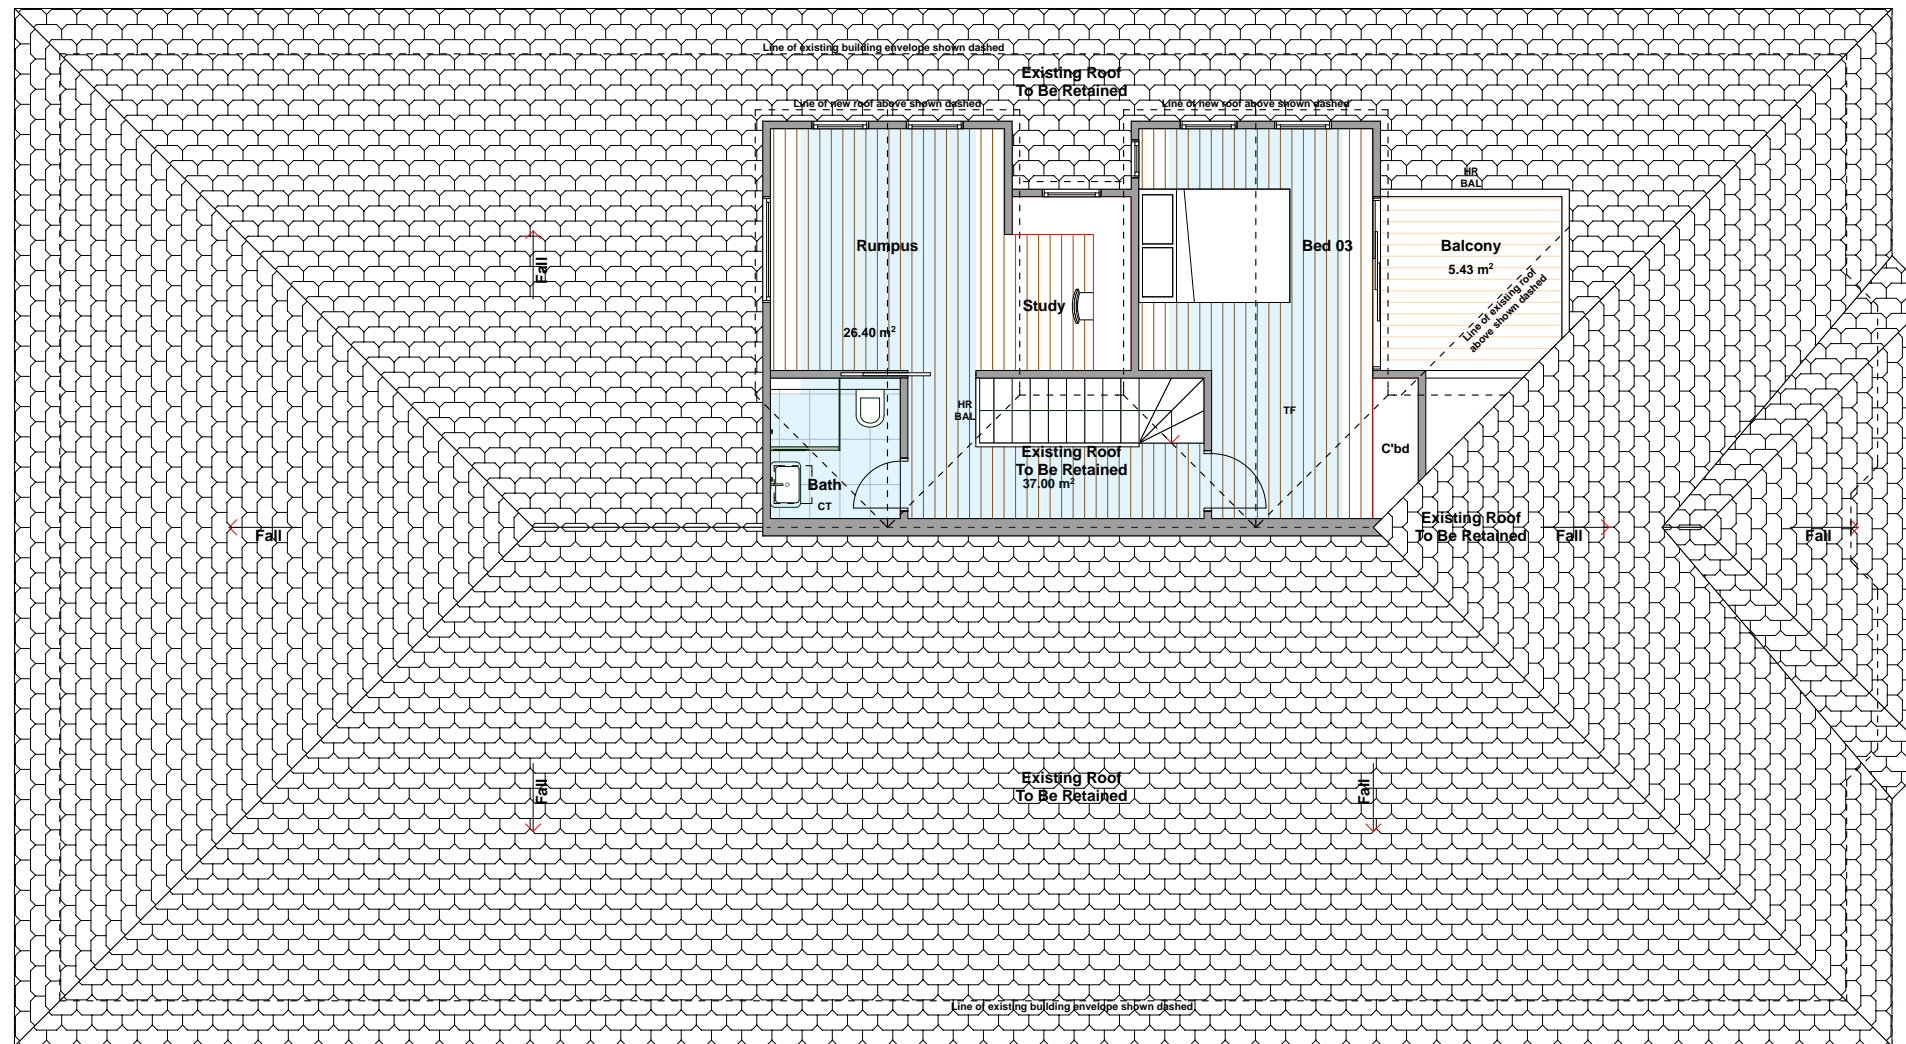 Line of existing building envelope shown dashed
Existing Roof
To Be Retained
Line of new roof above shown dashed
Line of new roof above shown dashed
HR
BAL
Rumpus
Bed 03
Balcony
5.43 m²
Fall
Study
Line of existing roof
above shown dashed
26.40 m²
HR
BAL
TF
C'bd
Existing Roof
To Be Retained
37.00 m²
Bath
CT
Existing Roof
To Be Retained
Fall
Fall
Fall
Existing Roof
To Be Retained
Fall
Fall
Line of existing building envelope shown dashed